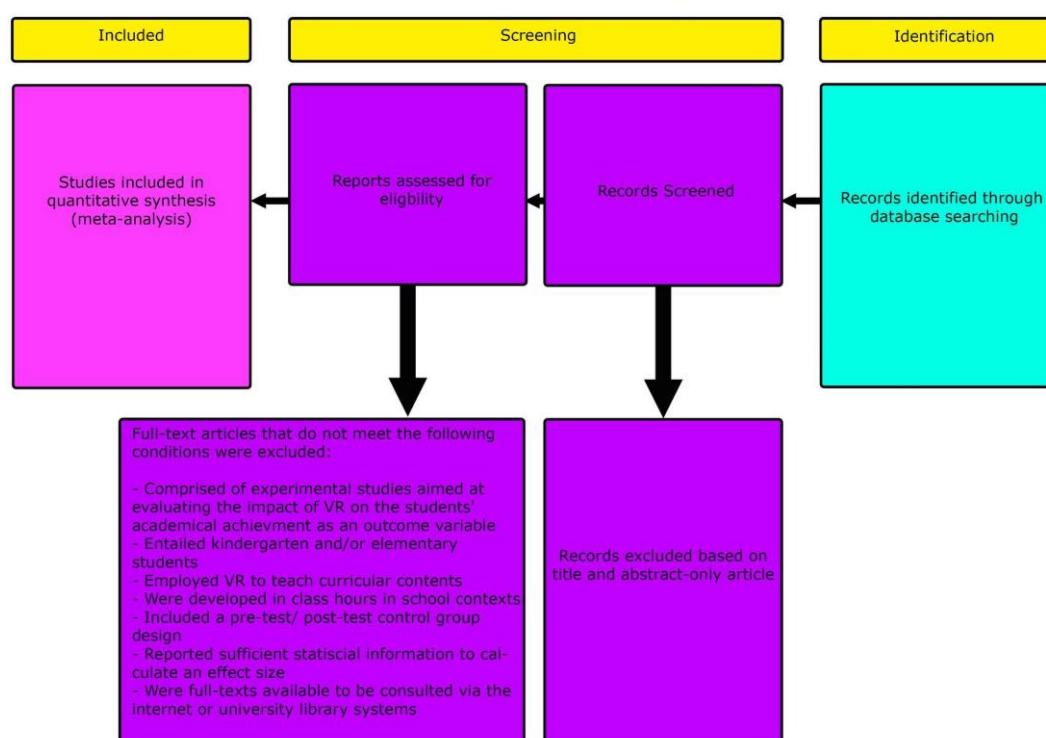 Included
Screening
Identification
Studies included in
quantitative synthesis
(meta-analysis)
Reports assessed for
eligbility
Records Screened
Records identified through
database searching
Full-text articles that do not meet the following
conditions were excluded:
- Comprised of experimental studies aimed at
evaluating the impact of VR on the students'
academical achievment as an outcome variable
- Entailed kindergarten and/or elementary
students
- Employed VR to teach curricular contents
- Were developed in class hours in school contexts
- Included a pre-test/ post-test control group
design
- Reported sufficient statiscial information to cal-
culate an effect size
- Were full-texts available to be consulted via the
internet or university library systems
Records excluded based on
title and abstract-only article